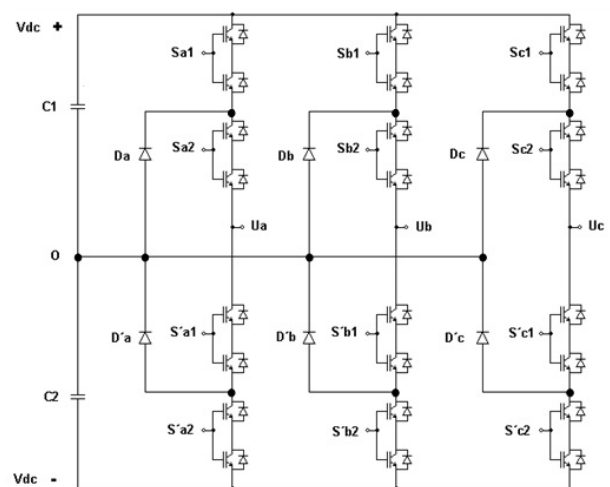 Vdc +
Sa1
Sb1
Sc1
C1
Da
Sa2
Db
Sb2
Dc
Sc2
Ua
Ub
Uc
O
D´a
S´a1
D´b
S´b1
D´c
S´c1
C2
S´a2
S´b2
S´c2
Vdc -